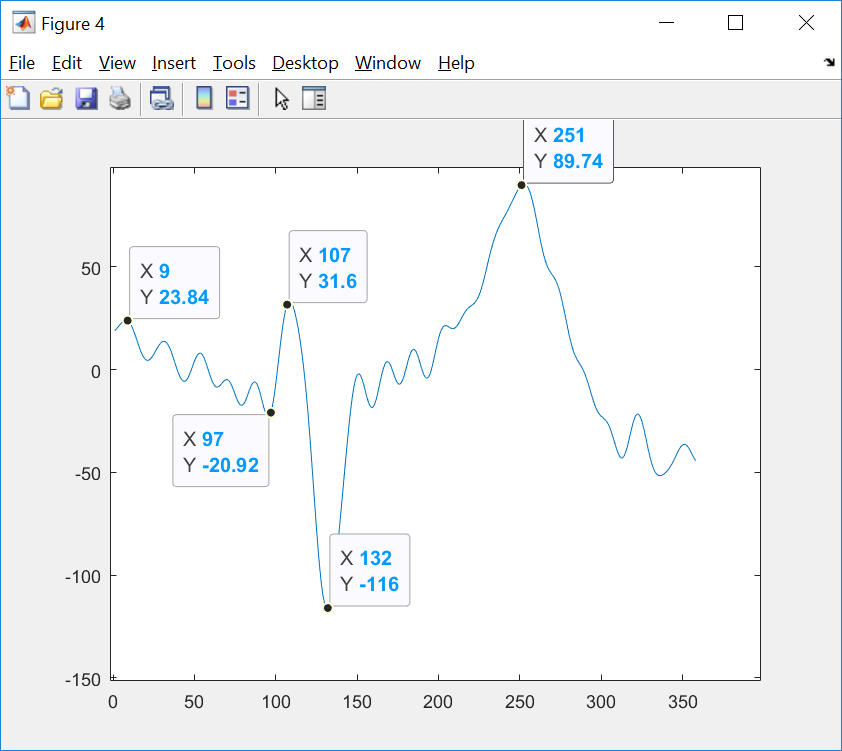 Figure 4
File Edit View Insert Tools Desktop Window Help
X 251
Y 89.74
X 107
Y 31.6
X 9
Y 23.84
X 97
Y -20.92
X 132
Y -116
50
0
-50
-100
-150
0 50 100 150 200 250 300 350